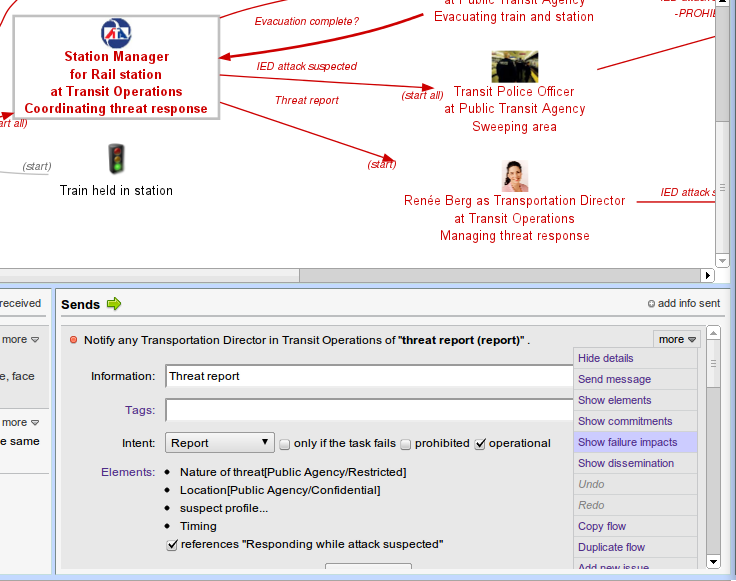 at Public Transit Agency
Evacuating train and station
-PROHIB
Evacuation complete?
Station Manager
for Rail station
at Transit Operations
Coordinating threat response
IED attack suspected
(start all)
Transit Police Officer
at Public Transit Agency
Sweeping area
Threat report
art all)
(start)
(start)
Train held in station
Renée Berg as Transportation Director
at Transit Operations
Managing threat response
IED attack s
received
Sends
add info sent
more
Notify any Transportation Director in Transit Operations of "threat report (report)" .
more
Information:
Threat report
Tags:
Intent:
Report
only if the task fails
prohibited
operational
Elements:
Nature of threat[Public Agency/Restricted]
Location[Public Agency/Confidential]
suspect profile...
Timing
references "Responding while attack suspected"
Hide details
Send message
Show elements
Show commitments
Show failure impacts
Show dissemination
Undo
Redo
Copy flow
Duplicate flow
Add new issue
e, face
more
e same